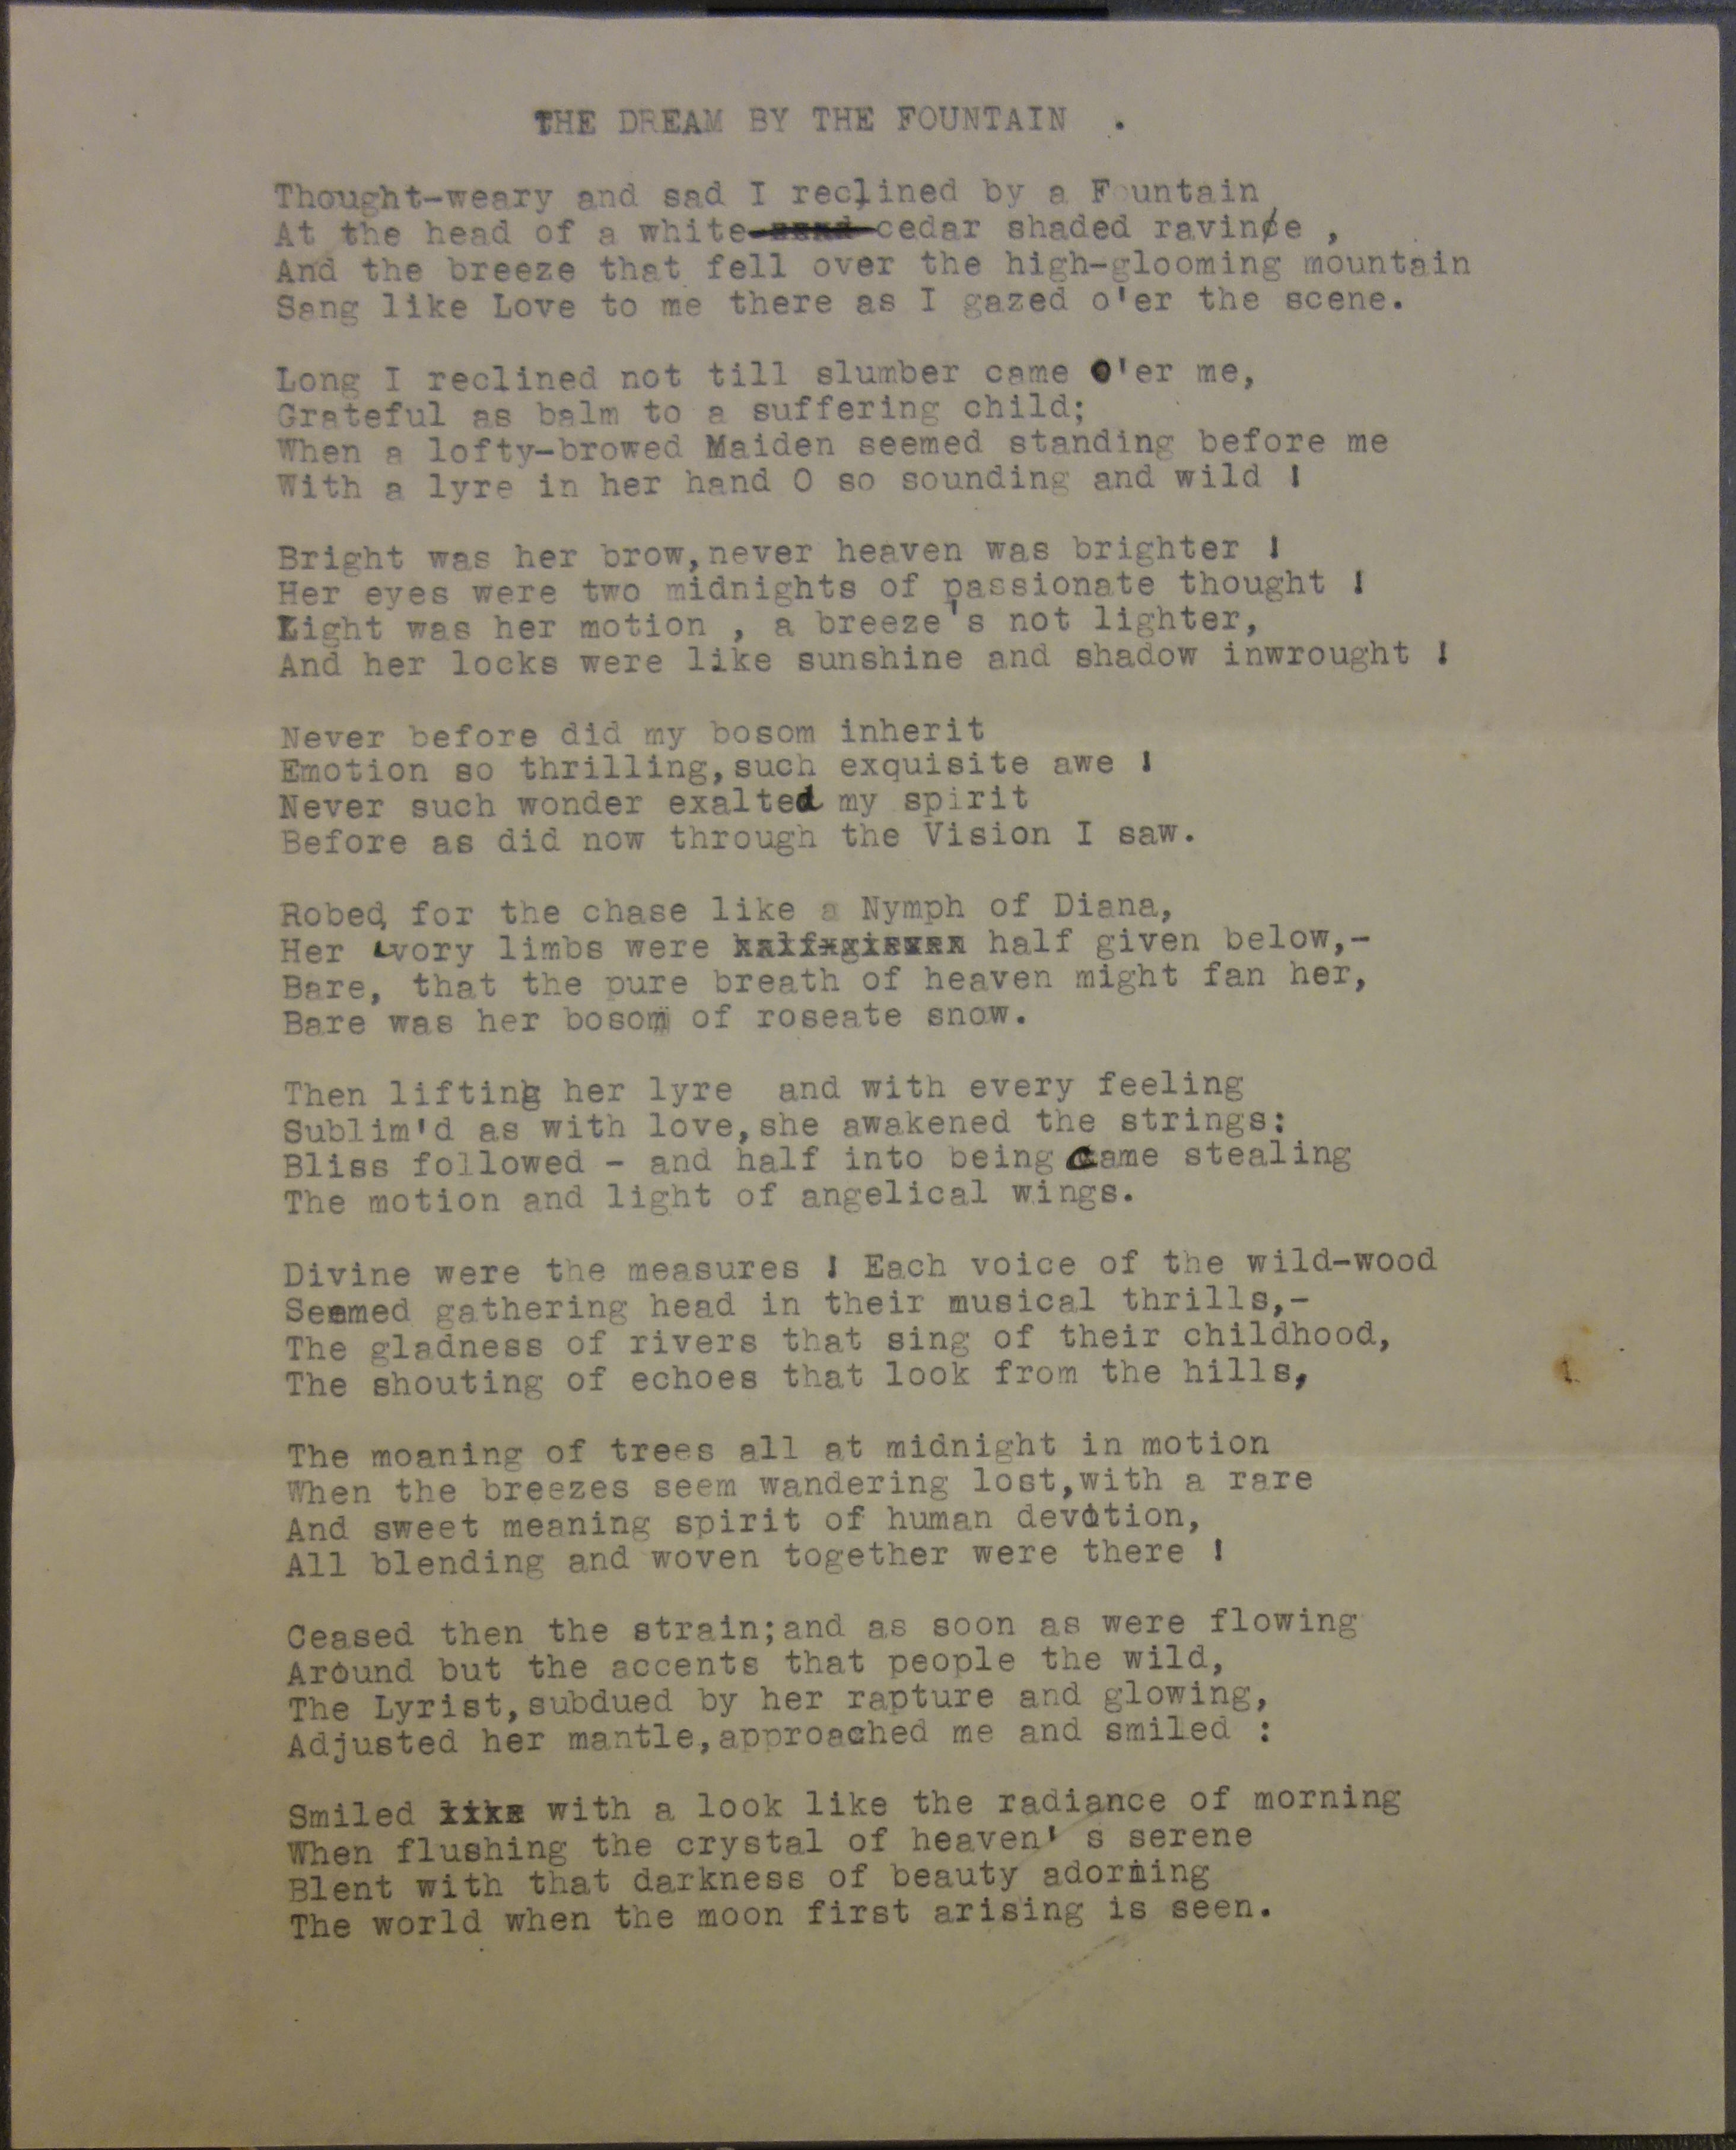 THE DREAM BY THE FOUNTAIN .
Thought-weary and sad I reclined by a Fountain
At the head of a white cedar shaded ravine ,
And the breeze that fell over the high-glooming mountain
Sang like Love to me there as I gazed o'er the scene.
Long I reclined not till slumber came o'er me,
Grateful as balm to a suffering child;
When a lofty-browed Maiden seemed standing before me
With a lyre in her hand O so sounding and wild !
Bright was her brow,never heaven was brighter !
Her eyes were two midnights of passionate thought !
Light was her motion , a breeze's not lighter,
And her locks were like sunshine and shadow inwrought !
Never before did my bosom inherit
Emotion so thrilling,such exquisite awe !
Never such wonder exalted my spirit
Before as did now through the Vision I saw.
Robed, for the chase like a Nymph of Diana,
Her ivory limbs were half given below,-
Bare, that the pure breath of heaven might fan her,
Bare was her bosom of roseate snow.
Then lifting her lyre and with every feeling
Sublim'd as with love,she awakened the strings:
Bliss followed - and half into being came stealing
The motion and light of angelical wings.
Divine were the measures ! Each voice of the wild-wood
Seemed gathering head in their musical thrills,-
The gladness of rivers that sing of their childhood,
The shouting of echoes that look from the hills,
The moaning of trees all at midnight in motion
When the breezes seem wandering lost,with a rare
And sweet meaning spirit of human devotion,
All blending and woven together were there !
Ceased then the strain;and as soon as were flowing
Around but the accents that people the wild,
The Lyrist,subdued by her rapture and glowing,
Adjusted her mantle,approached me and smiled :
Smiled with a look like the radiance of morning
When flushing the crystal of heaven' s serene
Blent with that darkness of beauty adorning
The world when the moon first arising is seen.